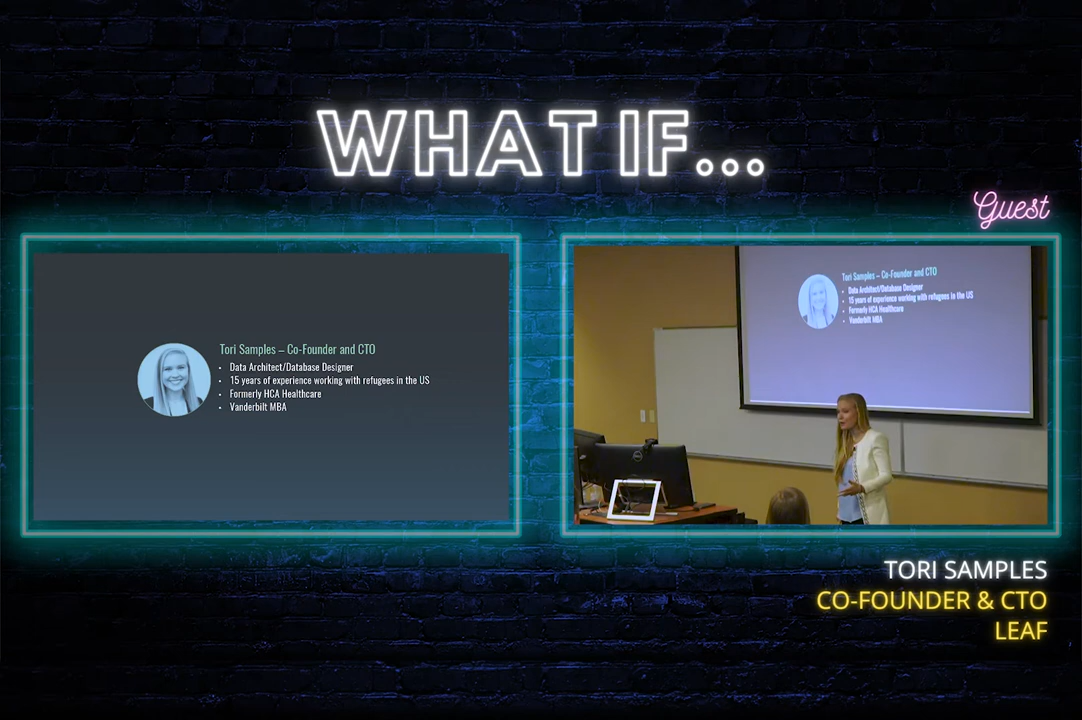 WHAT IF...
Guest
Tori Samples – Co-Founder and CTO
• Data Architect/Database Designer
• 15 years of experience working with refugees in the US
• Formerly HCA Healthcare
• Vanderbilt MBA
Tori Samples – Co-Founder and CTO
• Data Architect/Database Designer
• 15 years of experience working with refugees in the US
• Formerly HCA Healthcare
• Vanderbilt MBA
DELL
TORI SAMPLES
CO-FOUNDER & CTO
LEAF